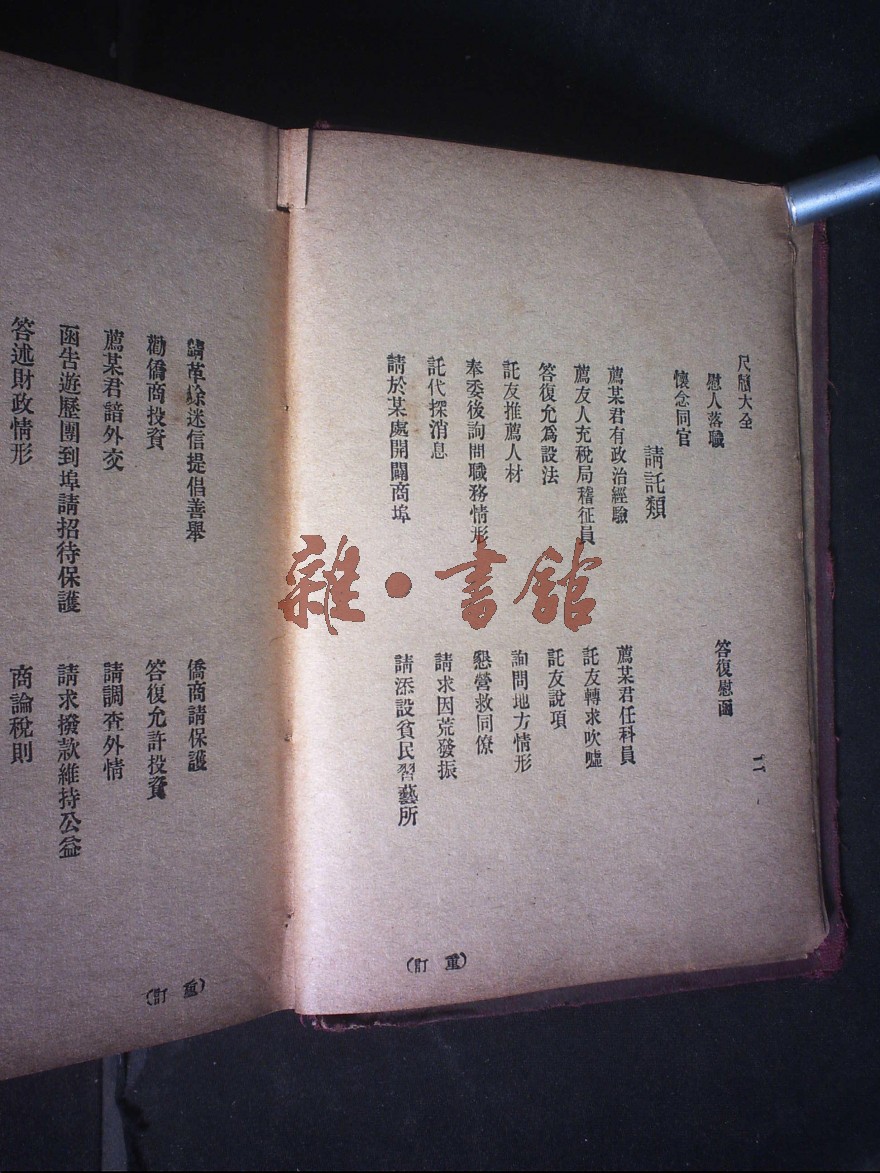 尺牘大全
慰人落職
答復慰函
二
懷念同官
請託類
薦某君有政治經驗
薦某君任科員
薦友人充稅局稽征員
託友轉求吹噓
答復允爲設法
託友說項
託友推薦人材
詢問地方情形
奉委後詢問職務情形
懇營救同僚
託代探消息
請求因荒發振
請於某處開闢商埠
請添設貧民習藝所
(重訂)
請革除迷信提倡善舉
僑商請保護
勸僑商投資
答復允許投資
薦某君諳外交
請調查外情
函告遊歷團到埠請招待保護
請求撥款維持公益
答述財政情形
商論稅則
(重訂)
雜·書館